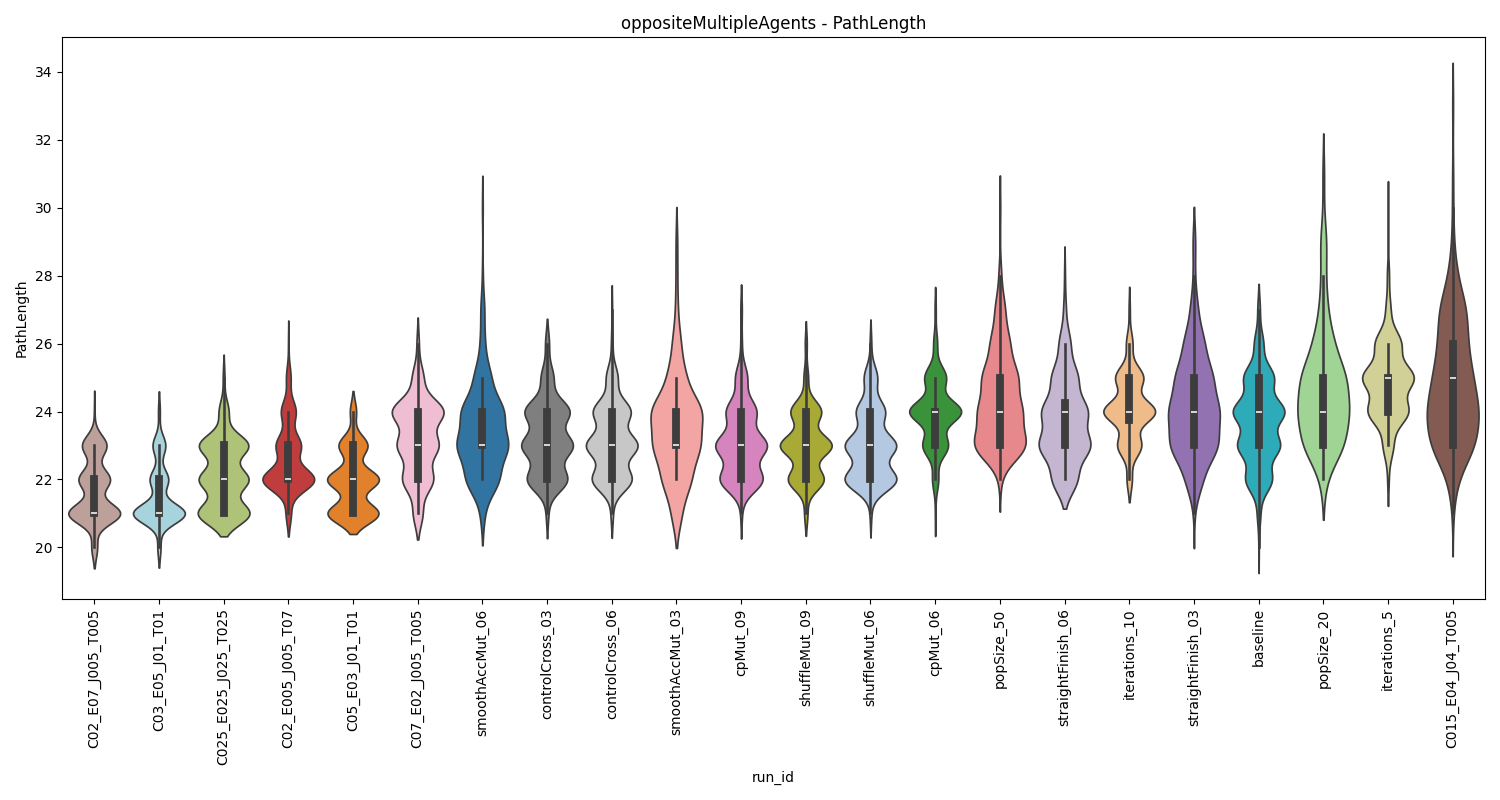 oppositeMultipleAgents - PathLength
34
32
30
28
26
24
22
20
PathLength
C02_E07_J005_T005
C03_E05_J01_T01
C025_E025_J025_T025
C02_E005_J005_T07
C05_E03_J01_T01
C07_E02_J005_T005
smoothAccMut_06
controlCross_03
controlCross_06
smoothAccMut_03
cpMut_09
shuffleMut_09
shuffleMut_06
cpMut_06
popSize_50
straightFinish_06
iterations_10
straightFinish_03
baseline
popSize_20
iterations_5
C015_E04_J04_T005
run_id